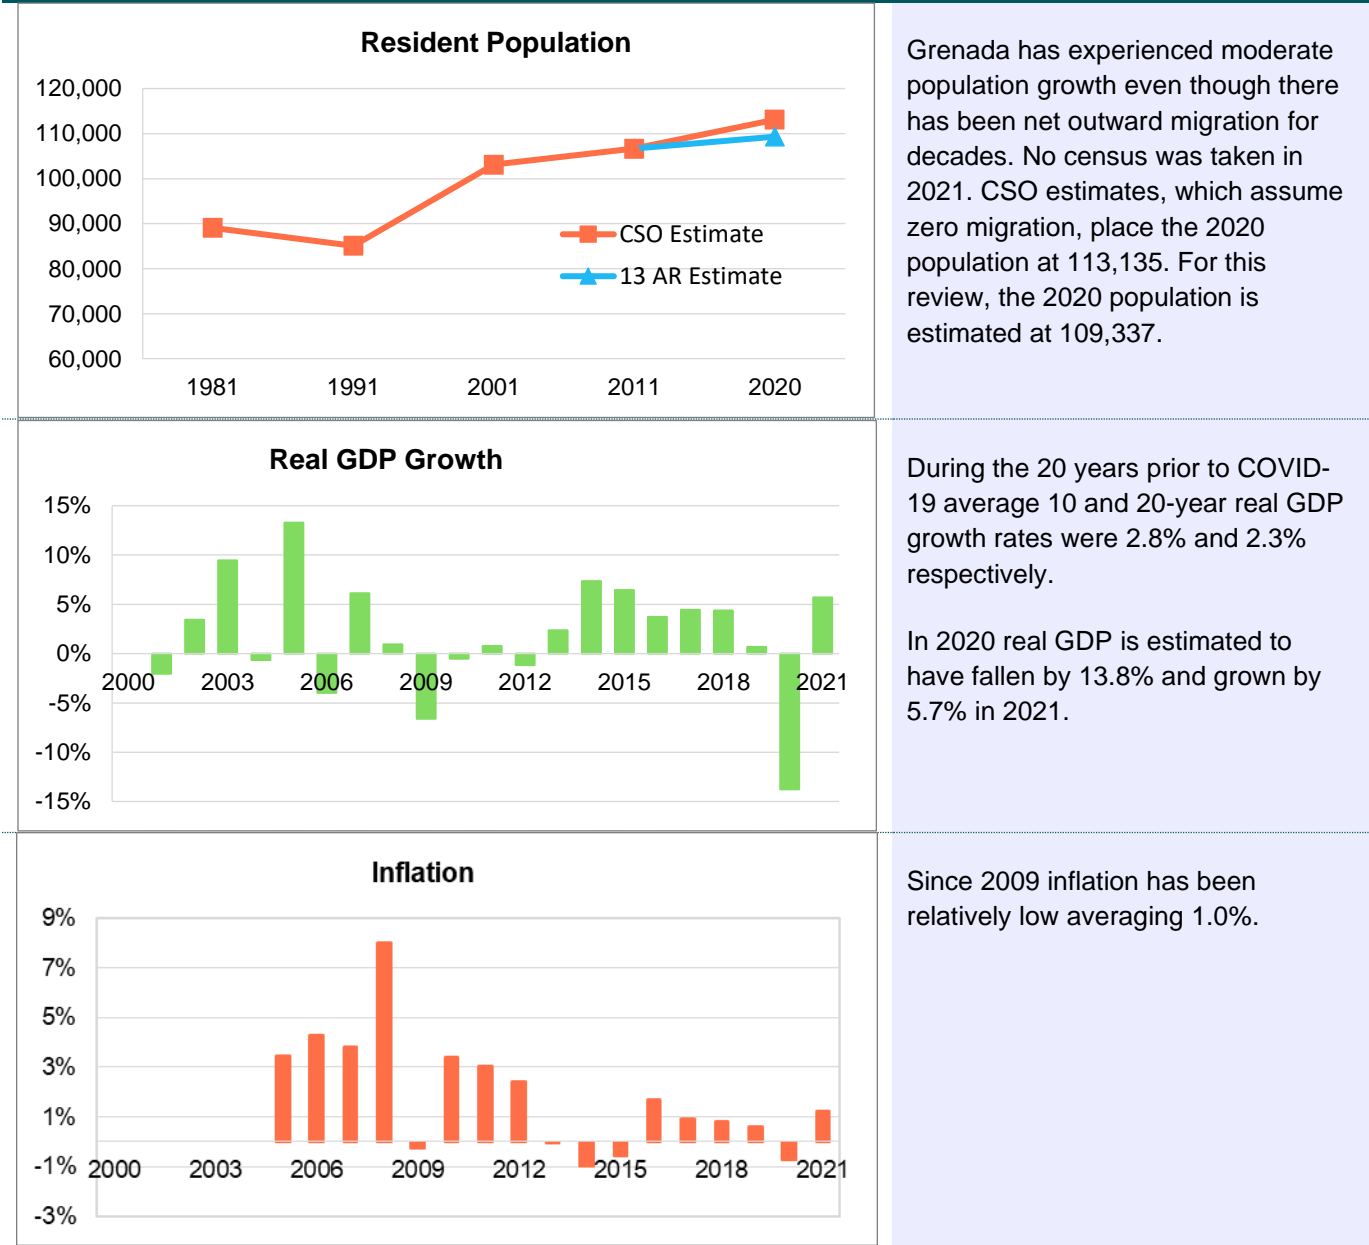 Resident Population
120,000
110,000
100,000
90,000
80,000
70,000
60,000
CSO Estimate
13 AR Estimate
1981 1991 2001 2011 2020
Grenada has experienced moderate
population growth even though there
has been net outward migration for
decades. No census was taken in
2021. CSO estimates, which assume
zero migration, place the 2020
population at 113,135. For this
review, the 2020 population is
estimated at 109,337.
Real GDP Growth
15%
10%
5%
0%
2000 2003 2006 2009 2012 2015 2018 2021
-5%
-10%
-15%
During the 20 years prior to COVID-
19 average 10 and 20-year real GDP
growth rates were 2.8% and 2.3%
respectively.
In 2020 real GDP is estimated to
have fallen by 13.8% and grown by
5.7% in 2021.
Inflation
9%
7%
5%
3%
1%
-1%
2000 2003 2006 2009 2012 2015 2018 2021
-3%
Since 2009 inflation has been
relatively low averaging 1.0%.